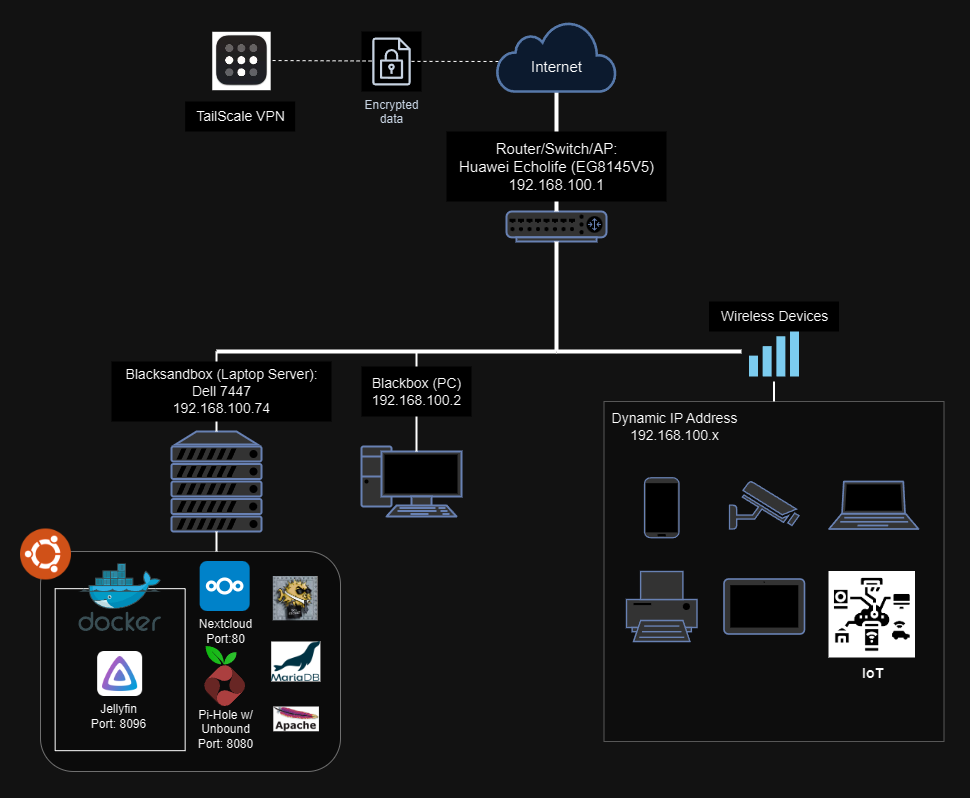 Internet
TailScale VPN
Encrypted
data
Router/Switch/AP:
Huawei Echolife (EG8145V5)
192.168.100.1
Wireless Devices
Blacksandbox (Laptop Server):
Dell 7447
192.168.100.74
Blackbox (PC)
192.168.100.2
Dynamic IP Address
192.168.100.x
docker
Jellyfin
Port: 8096
Nextcloud
Port:80
Pi-Hole w/
Unbound
Port: 8080
MariaDB
Apache
IoT